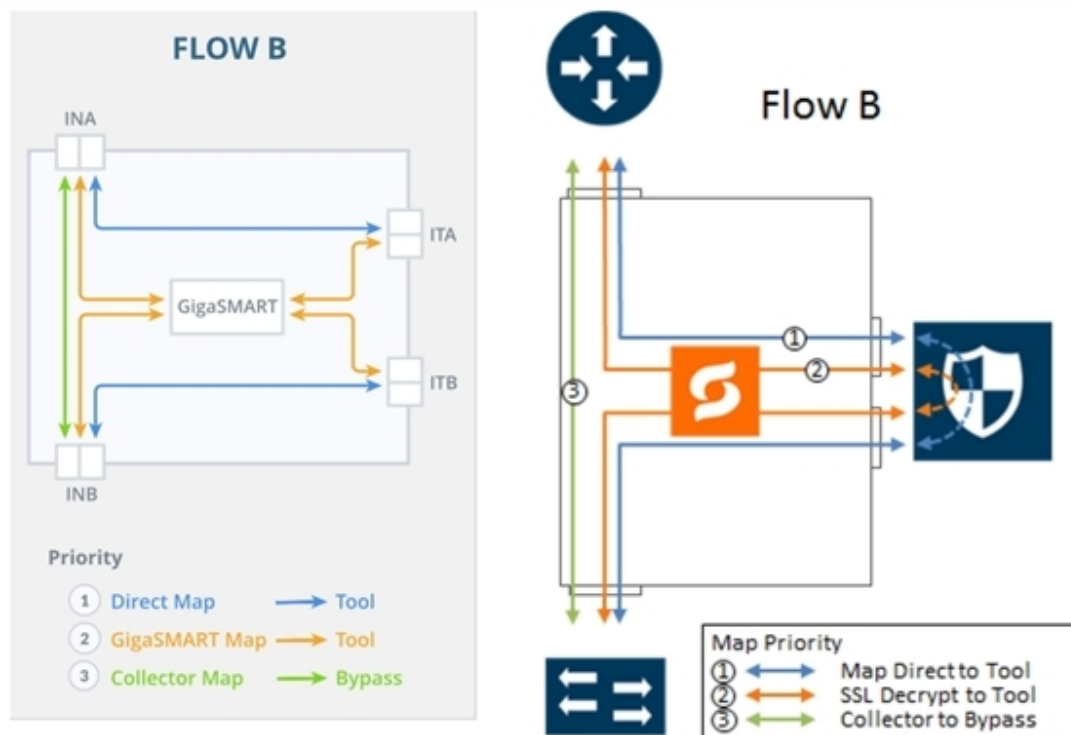 FLOW B
INA
ITA
GigaSMART
ITB
INB
Priority
1 Direct Map Tool
2 GigaSMART Map Tool
3 Collector Map Bypass
Flow B
1
2
3
Map Priority
1 Map Direct to Tool
2 SSL Decrypt to Tool
3 Collector to Bypass